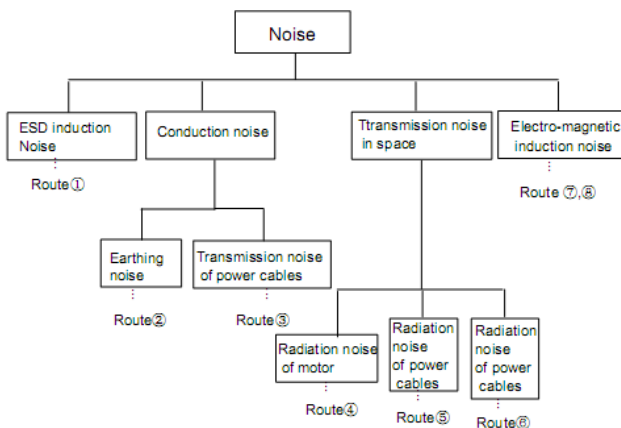 Noise
ESD induction
Noise
Route①
Conduction noise
Ttransmission noise
in space
Electro-magnetic
induction noise
Route ⑦,⑧
Earthing
noise
Route②
Transmission noise
of power cables
Route③
Radiation noise
of motor
Route④
Radiation
noise
of power
cables
Route⑤
Radiation
noise
of power
cables
Route⑥